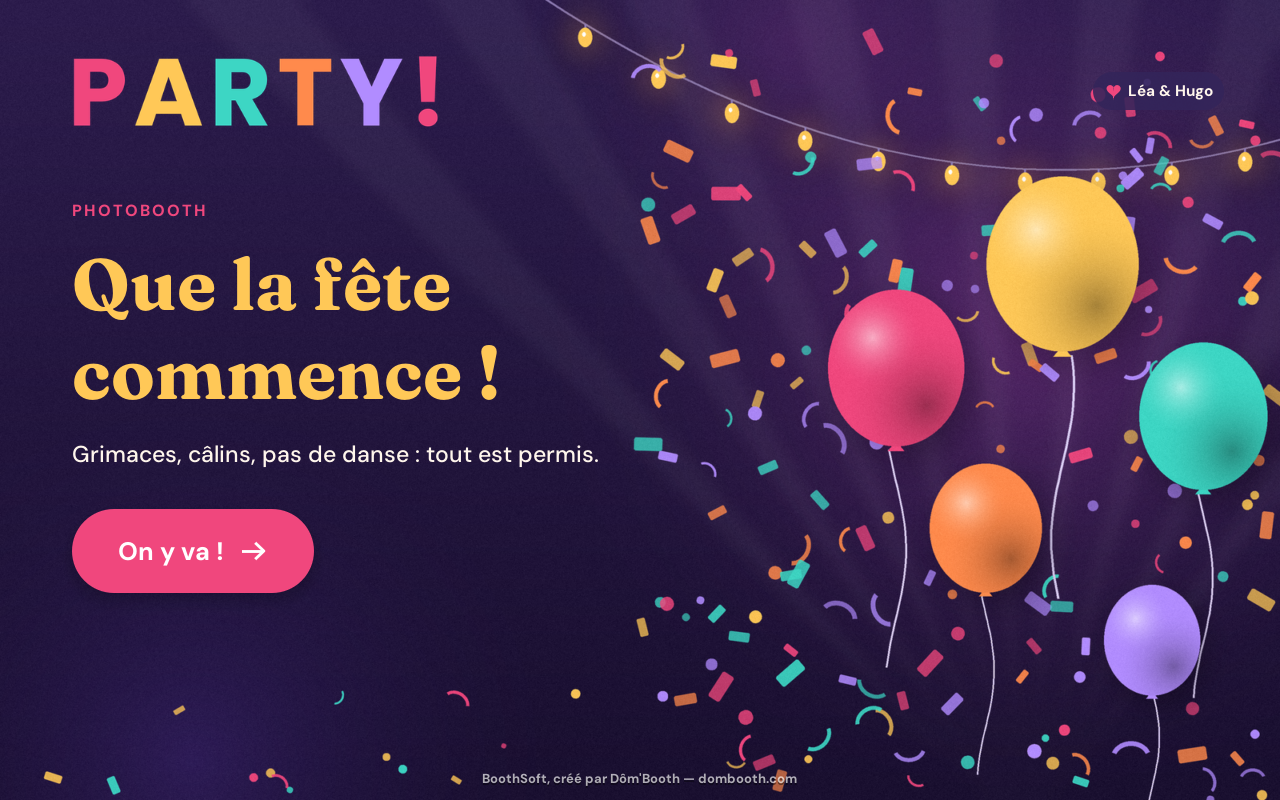 PARTY!
Léa & Hugo
PHOTOBOOTH
Que la fête
commence !
Grimaces, câlins, pas de danse : tout est permis.
On y va ! →
BoothSoft, créé par Dôm'Booth — dombooth.com